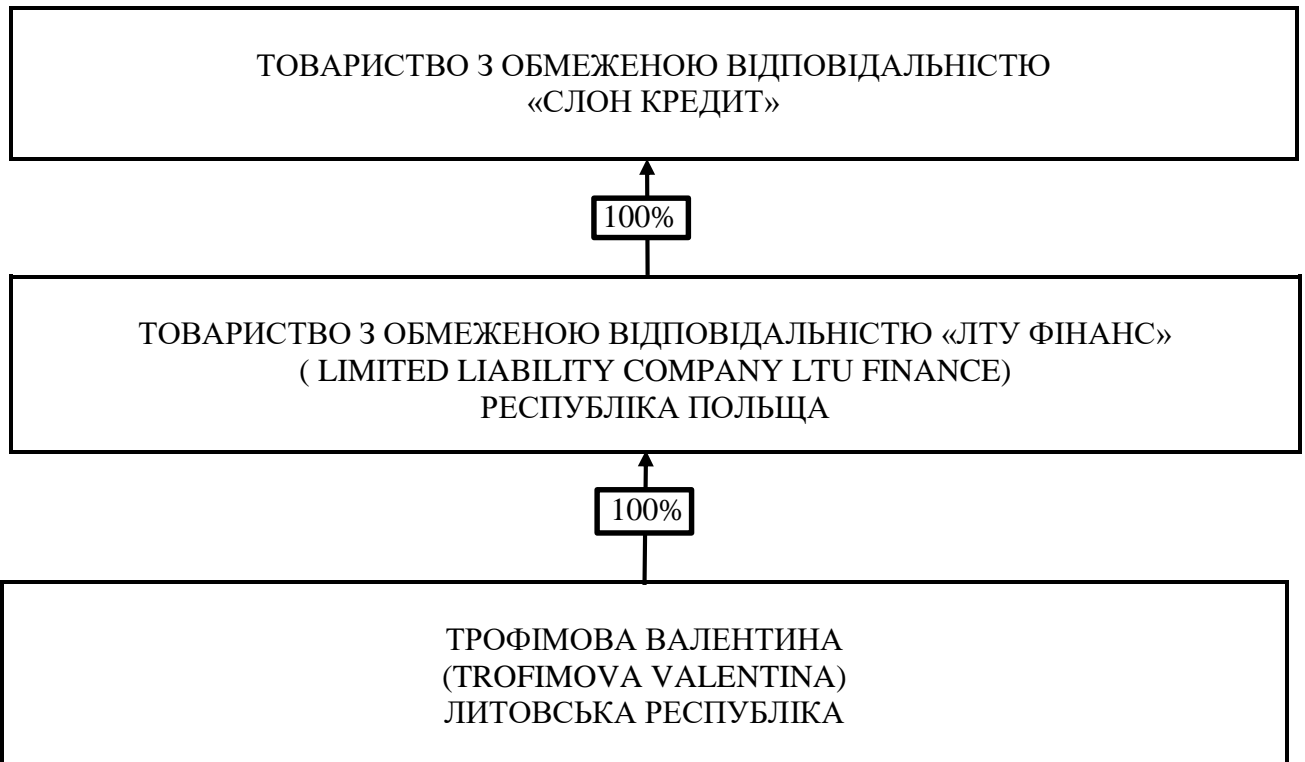 ТОВАРИСТВО З ОБМЕЖЕНОЮ ВІДПОВІДАЛЬНІСТЮ
«СЛОН КРЕДИТ»
100%
ТОВАРИСТВО З ОБМЕЖЕНОЮ ВІДПОВІДАЛЬНІСТЮ «ЛТУ ФІНАНС»
( LIMITED LIABILITY COMPANY LTU FINANCE)
РЕСПУБЛІКА ПОЛЬЩА
100%
ТРОФІМОВА ВАЛЕНТИНА
(TROFIMOVA VALENTINA)
ЛИТОВСЬКА РЕСПУБЛІКА